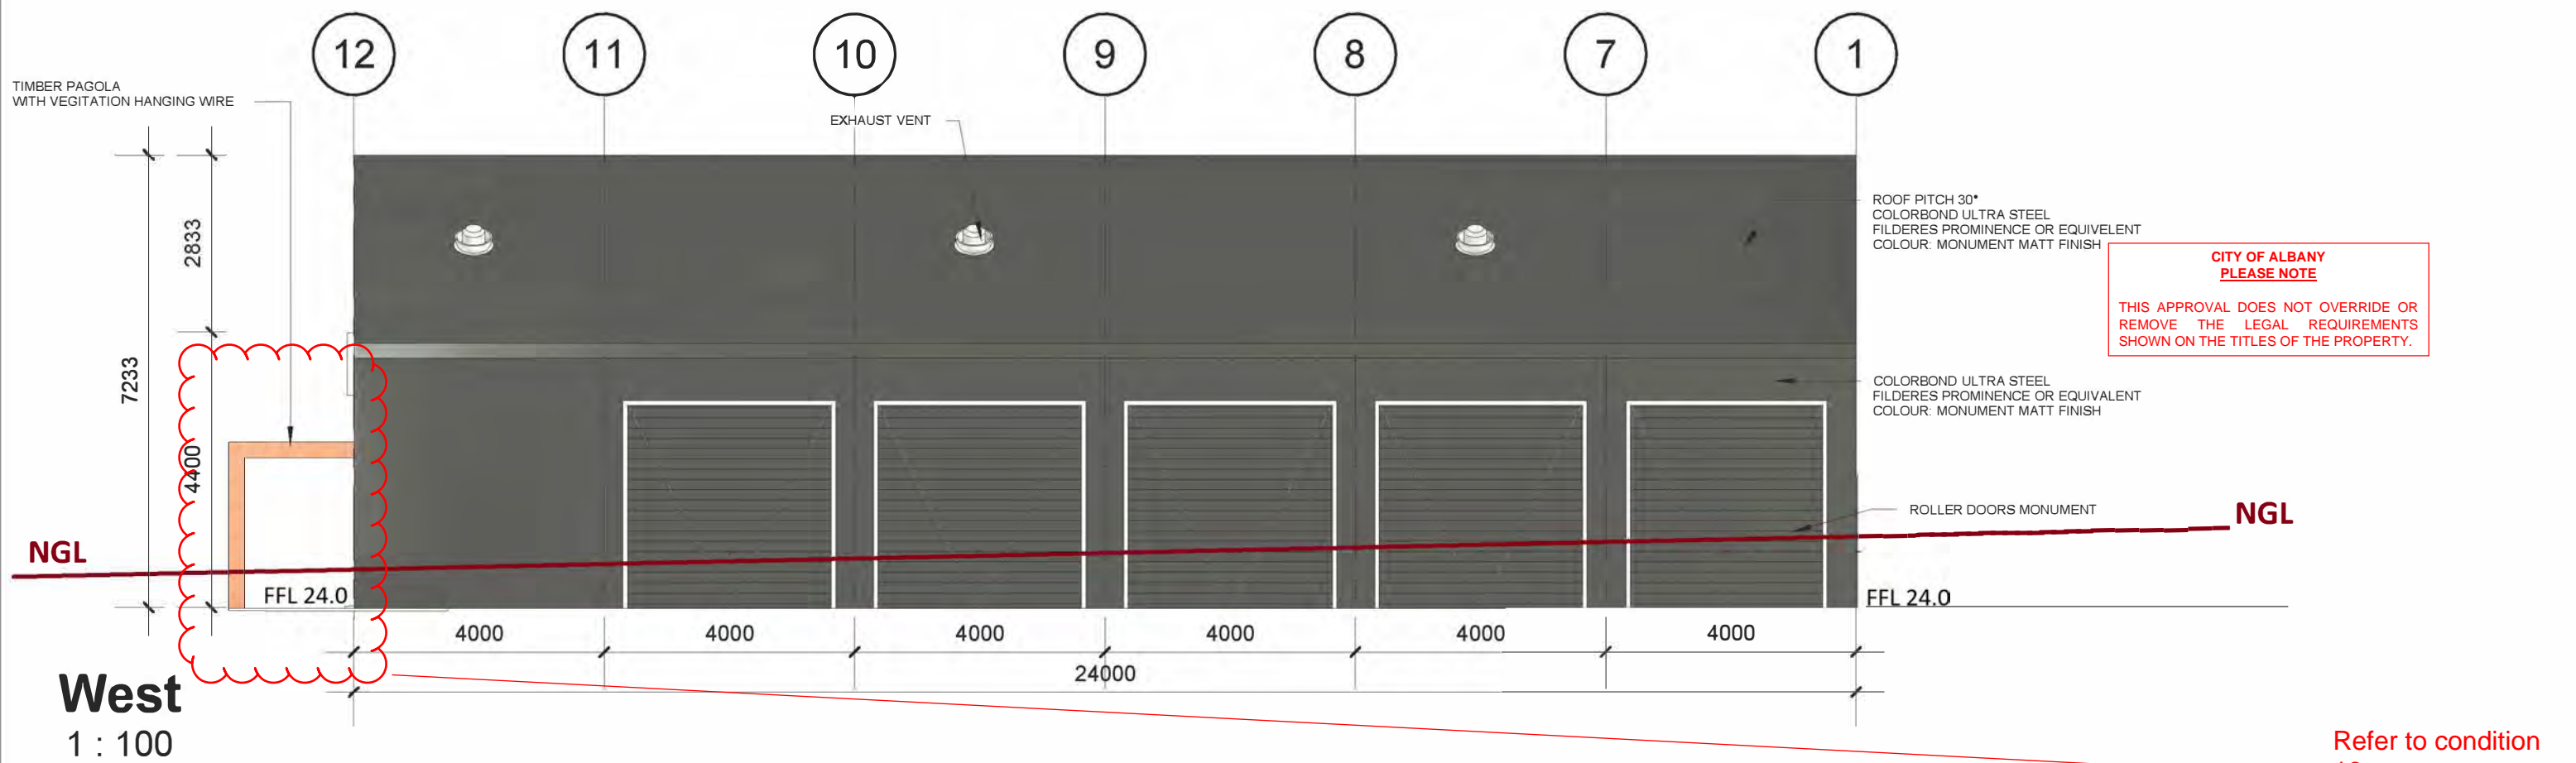 12 11 10 9 8 7 1
TIMBER PAGOLA
WITH VEGITATION HANGING WIRE
EXHAUST VENT
2833
7233
4400
ROOF PITCH 30°
COLORBOND ULTRA STEEL
FILDERES PROMINENCE OR EQUIVELENT
COLOUR: MONUMENT MATT FINISH
CITY OF ALBANY
PLEASE NOTE
THIS APPROVAL DOES NOT OVERRIDE OR
REMOVE THE LEGAL REQUIREMENTS
SHOWN ON THE TITLES OF THE PROPERTY.
COLORBOND ULTRA STEEL
FILDERES PROMINENCE OR EQUIVALENT
COLOUR: MONUMENT MATT FINISH
ROLLER DOORS MONUMENT
NGL
NGL
FFL 24.0
FFL 24.0
4000 4000 4000 4000 4000 4000
24000
West
1 : 100
Refer to condition